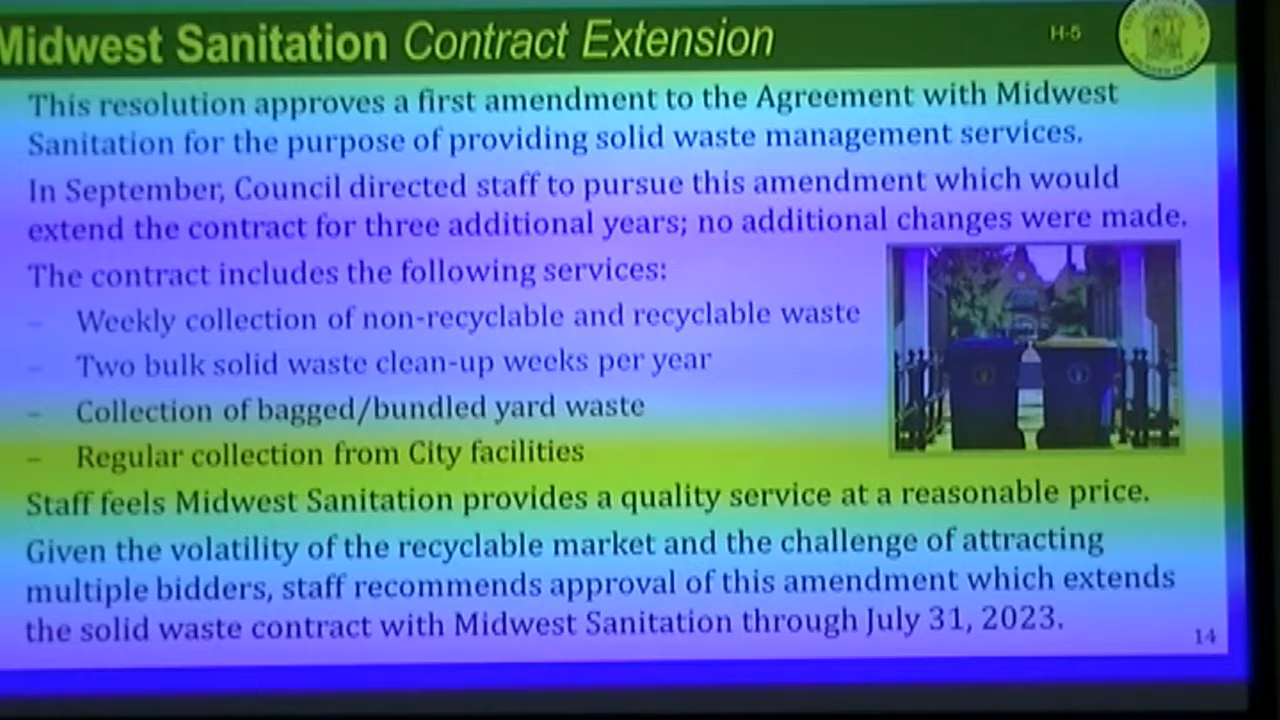 Midwest Sanitation Contract Extension
H-5
This resolution approves a first amendment to the Agreement with Midwest
Sanitation for the purpose of providing solid waste management services.
In September, Council directed staff to pursue this amendment which would
extend the contract for three additional years; no additional changes were made.
The contract includes the following services:
– Weekly collection of non-recyclable and recyclable waste
– Two bulk solid waste clean-up weeks per year
– Collection of bagged/bundled yard waste
– Regular collection from City facilities
Staff feels Midwest Sanitation provides a quality service at a reasonable price.
Given the volatility of the recyclable market and the challenge of attracting
multiple bidders, staff recommends approval of this amendment which extends
the solid waste contract with Midwest Sanitation through July 31, 2023.
14